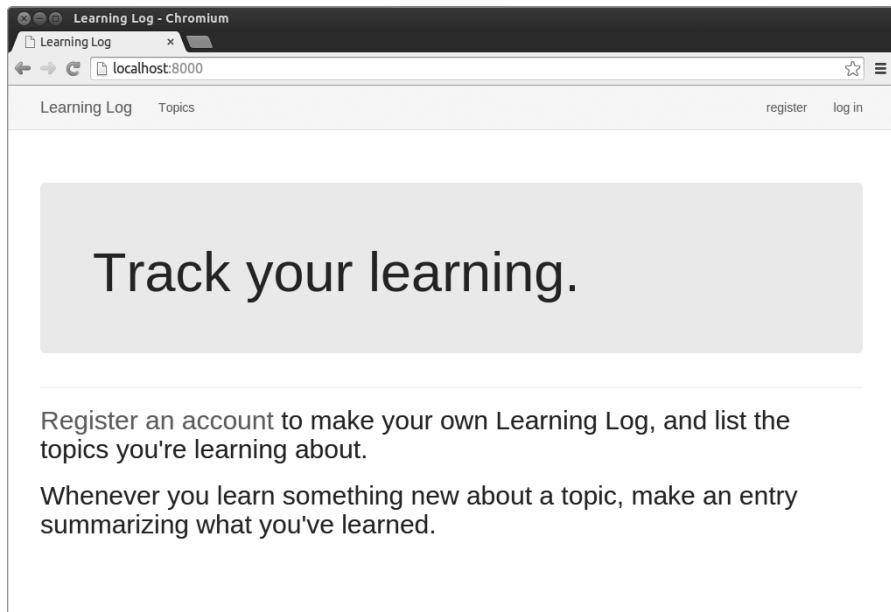 Learning Log - Chromium
Learning Log
localhost:8000
Learning Log Topics register log in
Track your learning.
Register an account to make your own Learning Log, and list the
topics you're learning about.
Whenever you learn something new about a topic, make an entry
summarizing what you've learned.